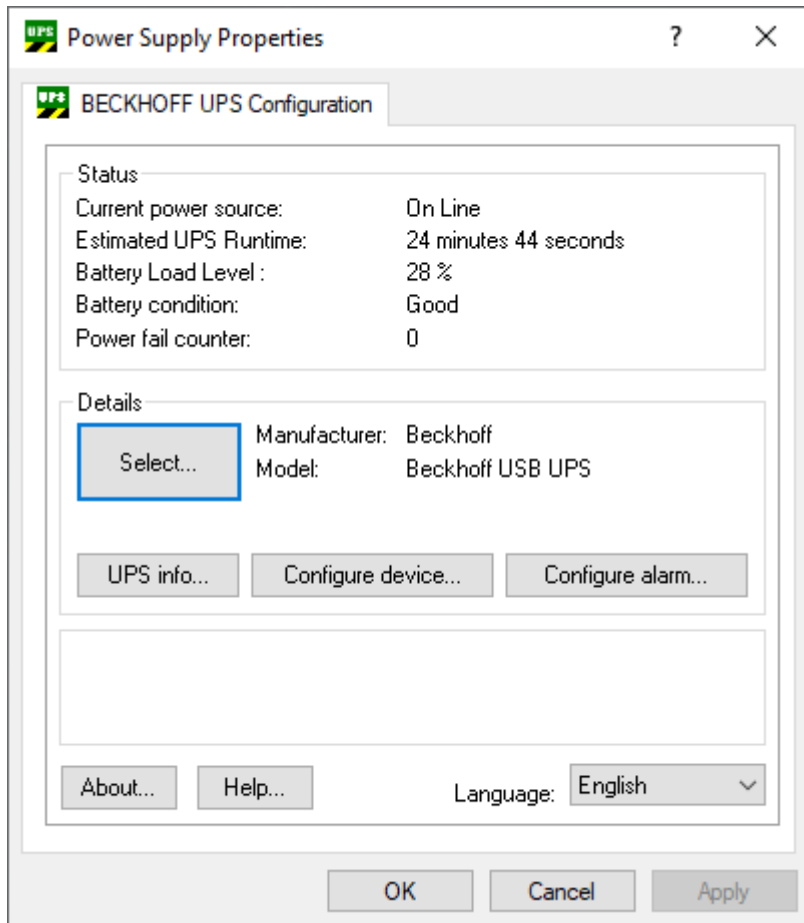 UPS Power Supply Properties ? ×
UPS BECKHOFF UPS Configuration
Status
Current power source: On Line
Estimated UPS Runtime: 24 minutes 44 seconds
Battery Load Level : 28 %
Battery condition: Good
Power fail counter: 0
Details
Select...
Manufacturer: Beckhoff
Model: Beckhoff USB UPS
UPS info... Configure device... Configure alarm...
About... Help... Language: English
OK Cancel Apply